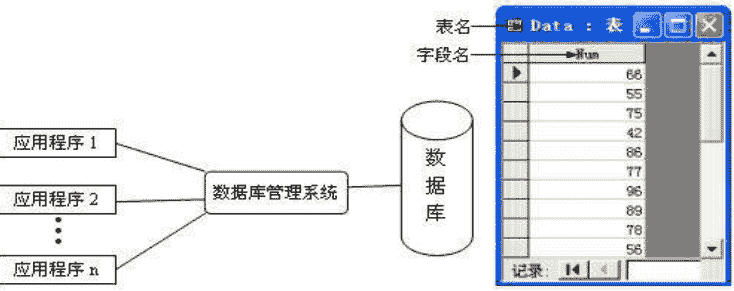 应用程序 1
应用程序 2
应用程序 n
数据库管理系统
数据库
表名
字段名
Data : 表
Num
66
55
75
42
86
77
96
89
78
56
记录: